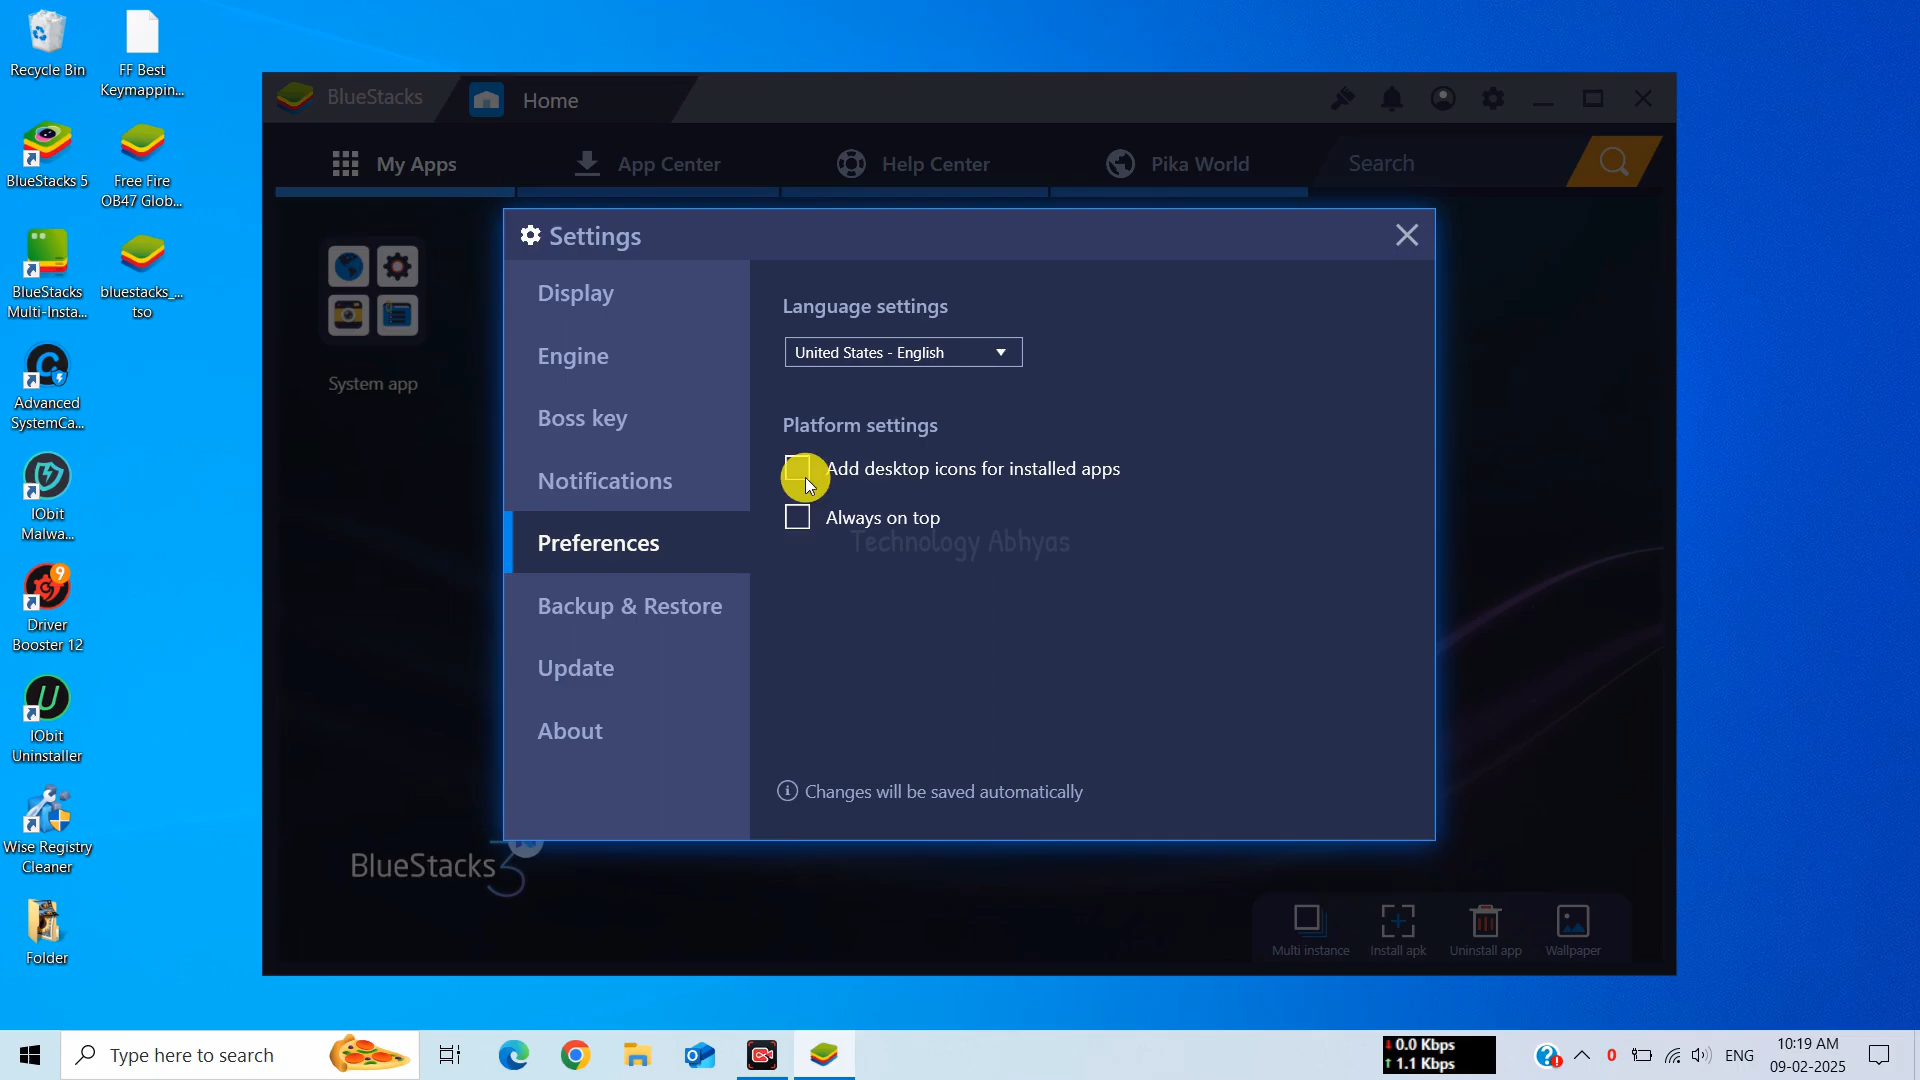 Recycle Bin
FF Best
Keymappin...
BlueStacks 5
Free Fire
OB47 Glob...
BlueStacks
Multi-Insta...
bluestacks_...
tso
Advanced
SystemCa...
IObit
Malwa...
9
Driver
Booster 12
IObit
Uninstaller
Wise Registry
Cleaner
Folder
BlueStacks
Home
My Apps
App Center
Help Center
Pika World
Search
System app
Settings
Display
Engine
Boss key
Notifications
Preferences
Backup & Restore
Update
About
Language settings
United States - English
Platform settings
Add desktop icons for installed apps
Always on top
Technology Abhyas
Changes will be saved automatically
BlueStacks 3
Multi instance
Install apk
Uninstall app
Wallpaper
Type here to search
0.0 Kbps
1.1 Kbps
0
ENG
10:19 AM
09-02-2025